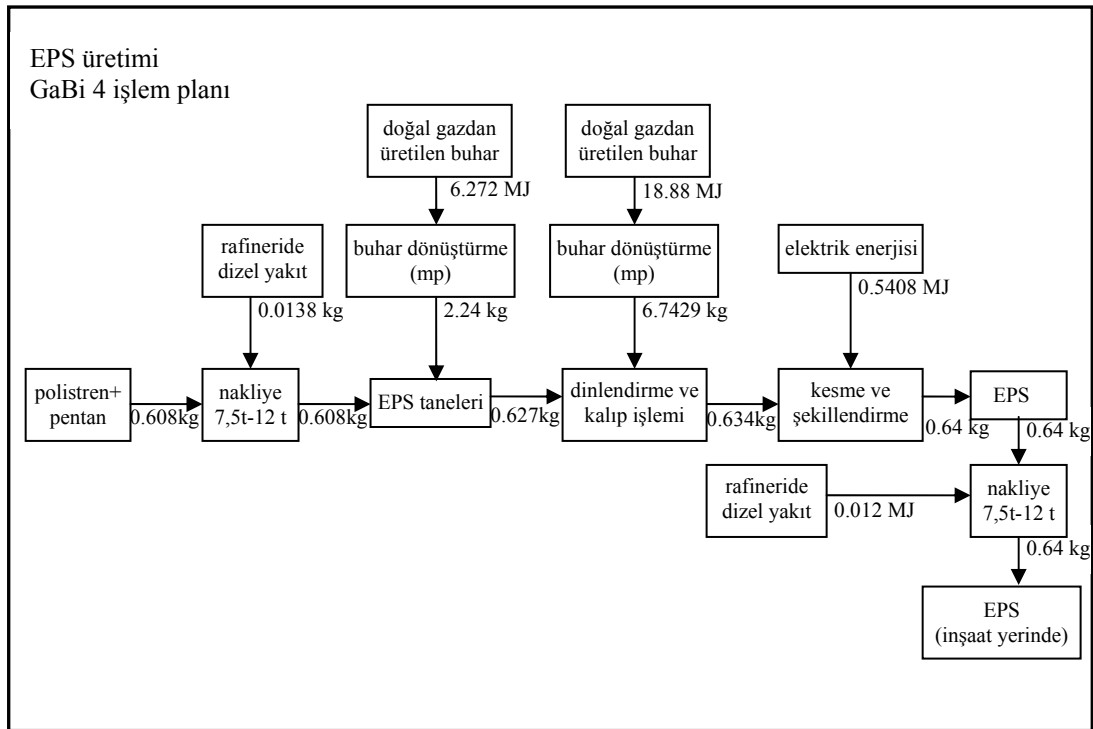 EPS üretimi
GaBi 4 işlem planı
doğal gazdan
üretilen buhar
doğal gazdan
üretilen buhar
6.272 MJ
18.88 MJ
rafineride
dizel yakıt
buhar dönüştürme
(mp)
buhar dönüştürme
(mp)
elektrik enerjisi
0.0138 kg
2.24 kg
6.7429 kg
0.5408 MJ
polistren+
pentan
0.608kg
nakliye
7,5t-12 t
0.608kg
EPS taneleri
0.627kg
dinlendirme ve
kalıp işlemi
0.634kg
kesme ve
şekillendirme
0.64 kg
EPS
0.64 kg
rafineride
dizel yakıt
0.012 MJ
nakliye
7,5t-12 t
0.64 kg
EPS
(inşaat yerinde)